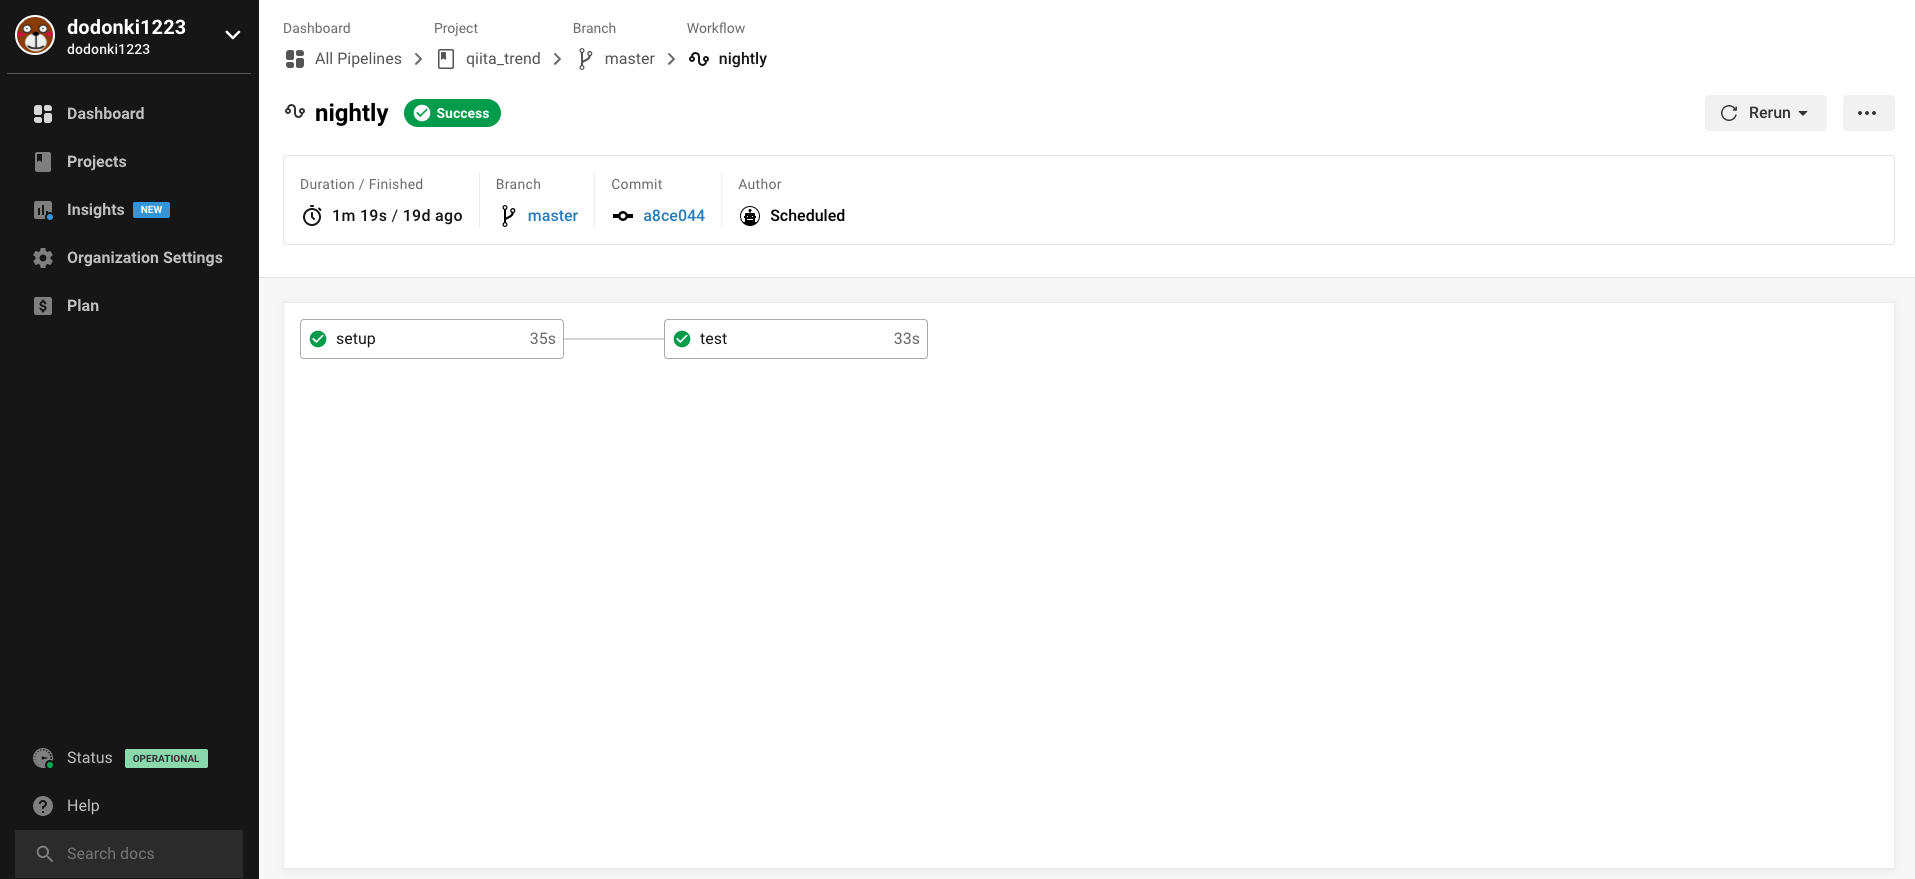 dodonki1223
dodonki1223
Dashboard
Projects
Insights NEW
Organization Settings
Plan
Status OPERATIONAL
Help
Search docs
Dashboard Project Branch Workflow
All Pipelines qiita_trend master nightly
nightly Success
Rerun
Duration / Finished Branch Commit Author
1m 19s / 19d ago master a8ce044 Scheduled
setup 35s test 33s